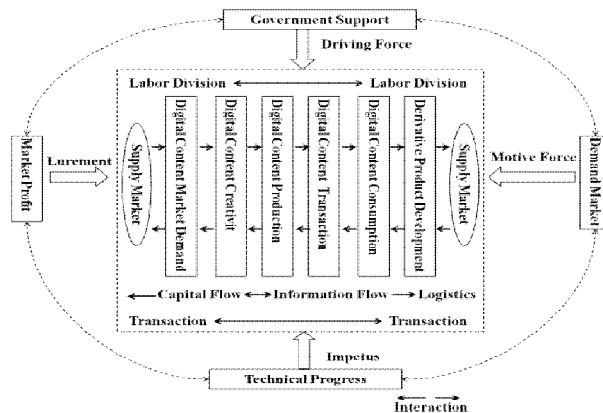 Government Support
Driving Force
Labor Division
Labor Division
Market Profit
Lurement
Supply Market
Digital Content Market Demand
Digital Content Creativit
Digital Content Production
Digital Content Transaction
Digital Content Consumption
Derivative Product Development
Supply Market
Motive Force
Demand Market
Capital Flow
Information Flow
Logistics
Transaction
Transaction
Impetus
Technical Progress
Interaction